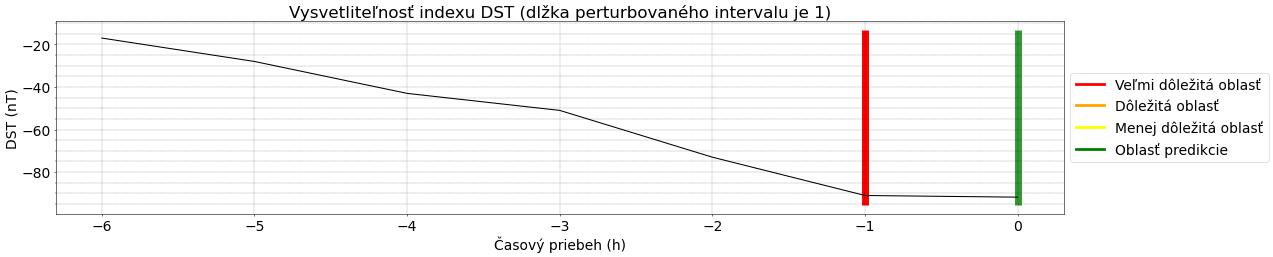 Vysvetliteľnosť indexu DST (dĺžka perturbovaného intervalu je 1)
DST (nT)
−20
−40
−60
−80
−6 −5 −4 −3 −2 −1 0
Časový priebeh (h)
Veľmi dôležitá oblasť
Dôležitá oblasť
Menej dôležitá oblasť
Oblasť predikcie